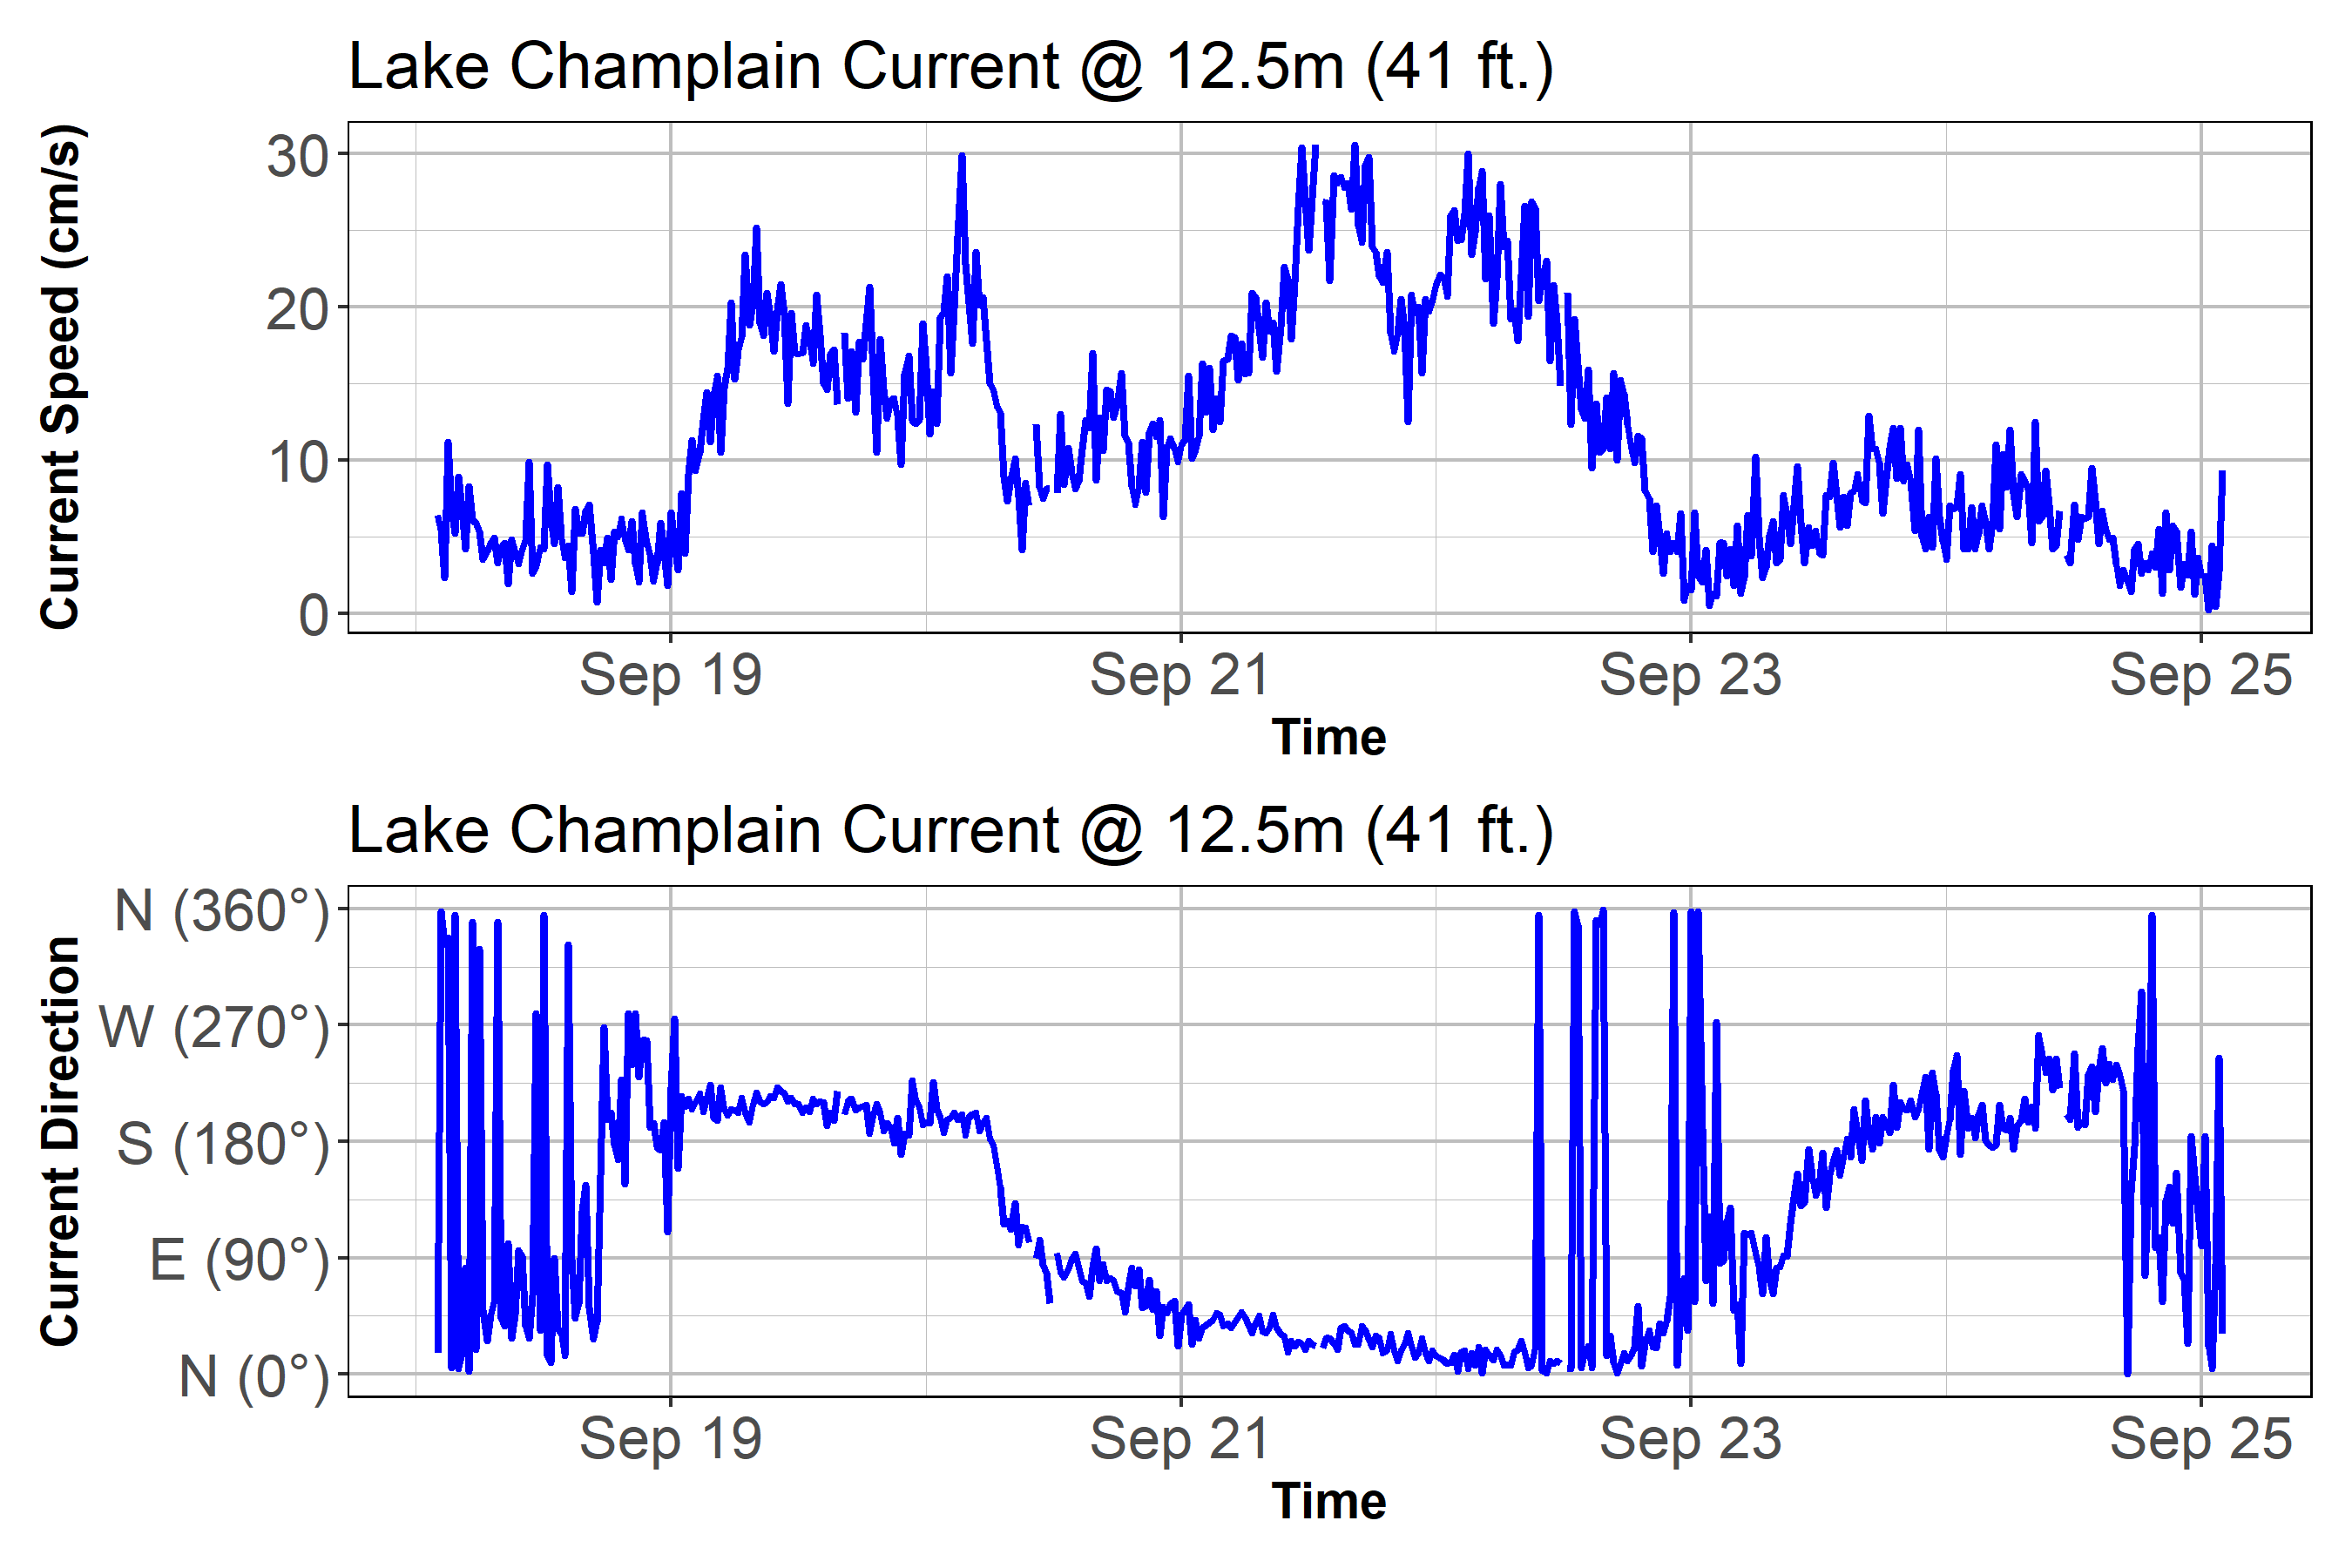 Lake Champlain Current @ 12.5m (41 ft.)
Current Speed (cm/s)
30
20
10
0
Sep 19 Sep 21 Sep 23 Sep 25
Time
Lake Champlain Current @ 12.5m (41 ft.)
Current Direction
N (360°)
W (270°)
S (180°)
E (90°)
N (0°)
Sep 19 Sep 21 Sep 23 Sep 25
Time